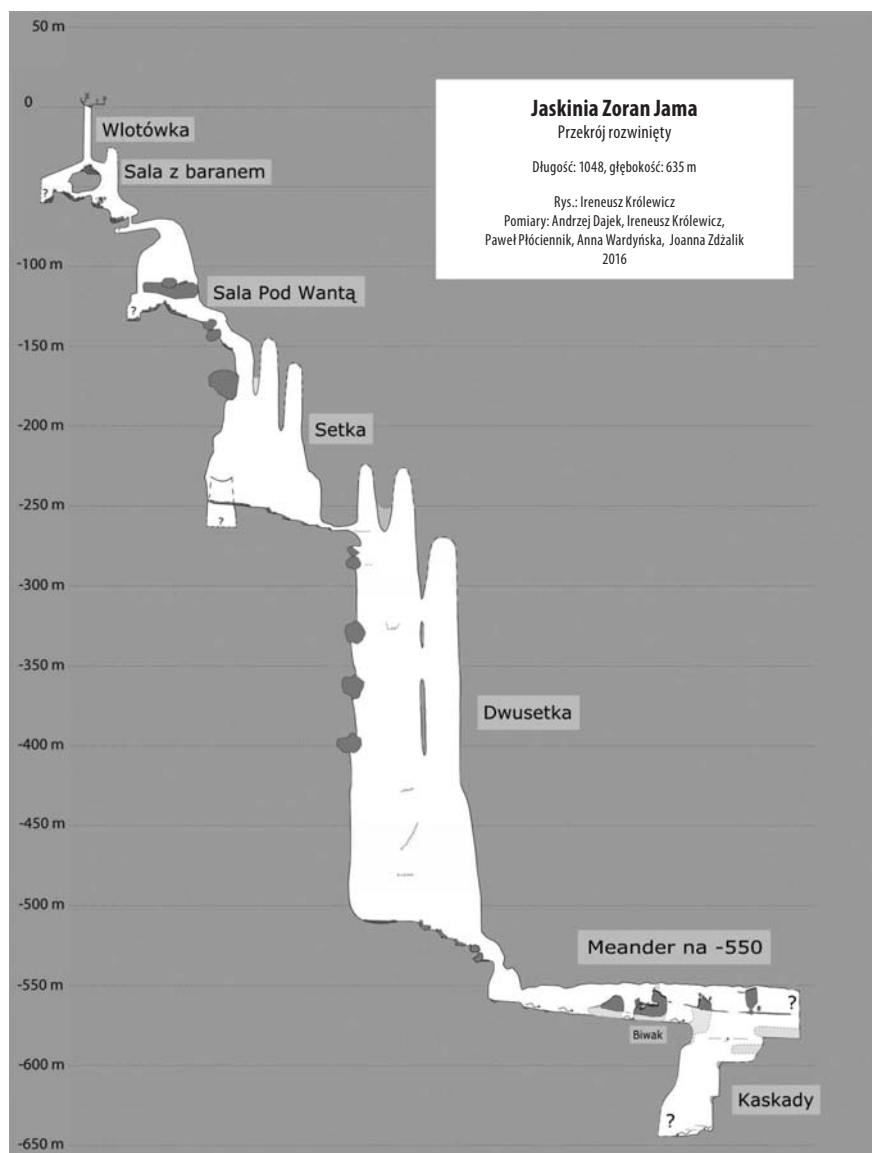 50 m
Jaskinia Zoran Jama
Przekrój rozwinięty
Długość: 1048, głębokość: 635 m
Rys.: Ireneusz Królewicz
Pomiary: Andrzej Dajek, Ireneusz Królewicz,
Paweł Płóciennik, Anna Wardyńska, Joanna Zdżalik
2016
0
Wlotówka
Sala z baranem
?
-100 m
Sala Pod Wantą
?
-150 m
-200 m
Setka
-250 m
?
-300 m
-350 m
Dwusetka
-400 m
-450 m
-500 m
Meander na -550
-550 m
?
Biwak
-600 m
Kaskady
?
-650 m